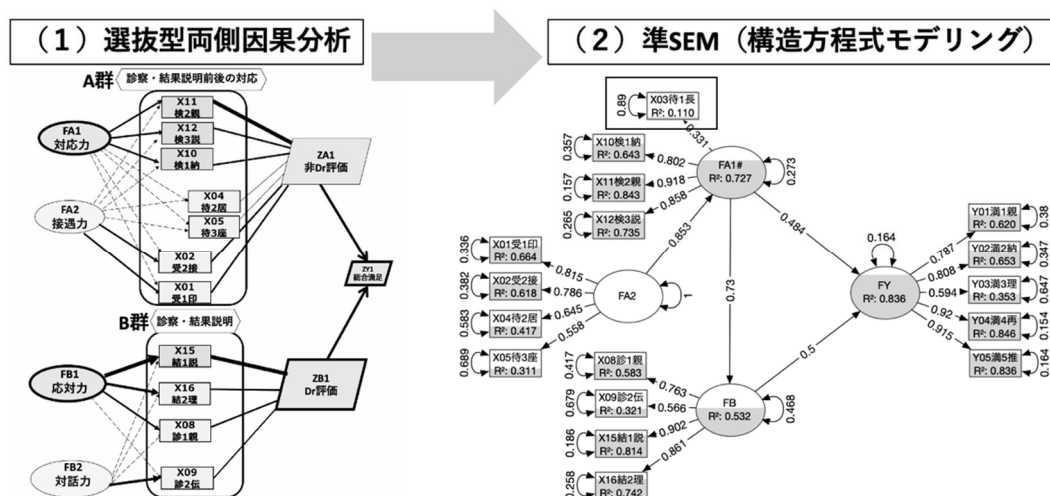 （1）選抜型両側因果分析
（2）準SEM（構造方程式モデリング）
A群
診察・結果説明前後の対応
FA1
対応力
FA2
接遇力
X11
検2親
X12
検3説
X10
検1納
X04
待2居
X05
待3座
X02
受2接
X01
受1印
ZA1
非Dr評価
ZY1
総合満足
B群
診察・結果説明
FB1
応対力
FB2
対話力
X15
結1説
X16
結2理
X08
診1親
X09
診2伝
ZB1
Dr評価
0.89
X03待1長
R²: 0.110
0.331
0.357
X10検1納
R²: 0.643
0.802
0.157
X11検2親
R²: 0.843
0.918
0.265
X12検3説
R²: 0.735
0.858
FA1#
R²: 0.727
0.273
0.336
X01受1印
R²: 0.664
0.815
0.382
X02受2接
R²: 0.618
0.786
0.583
X04待2居
R²: 0.417
0.645
0.689
X05待3座
R²: 0.311
0.558
FA2
1
0.853
0.73
0.484
0.5
0.417
X08診1親
R²: 0.583
0.763
0.679
X09診2伝
R²: 0.321
0.566
0.186
X15結1説
R²: 0.814
0.902
0.258
X16結2理
R²: 0.742
0.861
FB
R²: 0.532
0.468
0.164
FY
R²: 0.836
0.787
Y01満1親
R²: 0.620
0.38
0.808
Y02満2納
R²: 0.653
0.347
0.594
Y03満3理
R²: 0.353
0.647
0.92
Y04満4再
R²: 0.846
0.154
0.915
Y05満5推
R²: 0.836
0.164